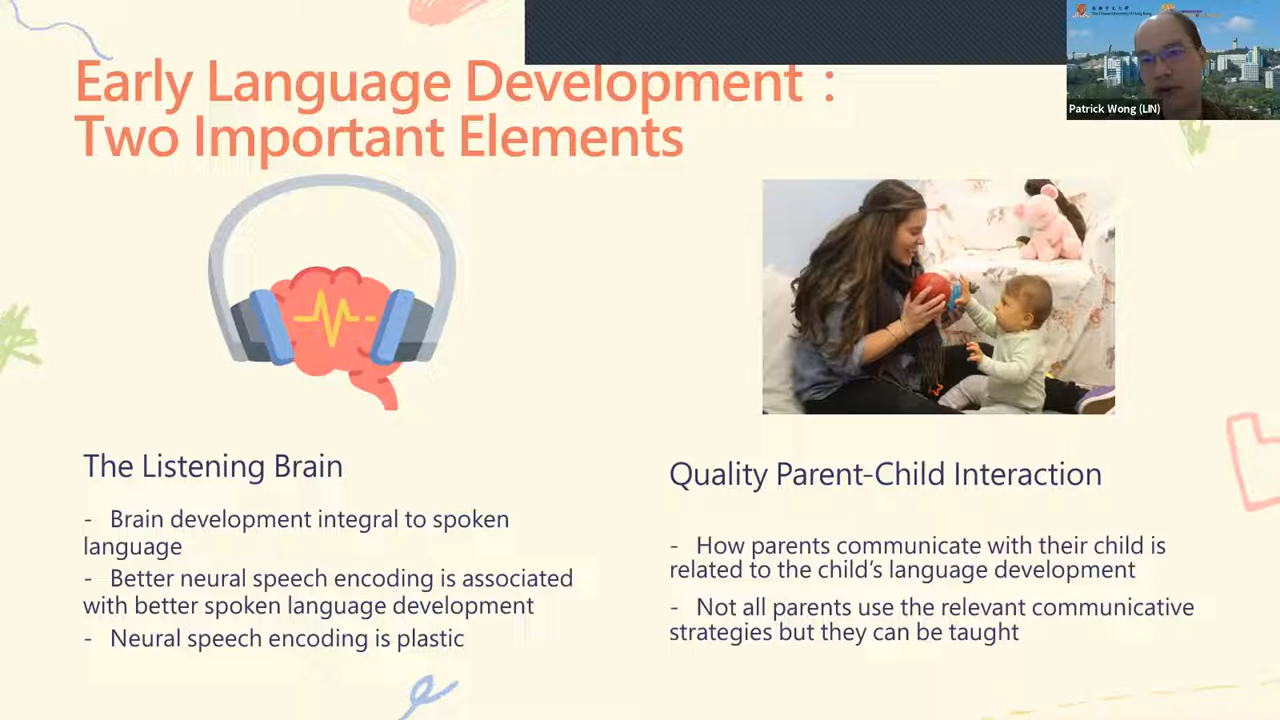 Early Language Development：
Two Important Elements
Patrick Wong (LIN)
The Listening Brain
- Brain development integral to spoken
language
- Better neural speech encoding is associated
with better spoken language development
- Neural speech encoding is plastic
Quality Parent-Child Interaction
- How parents communicate with their child is
related to the child’s language development
- Not all parents use the relevant communicative
strategies but they can be taught